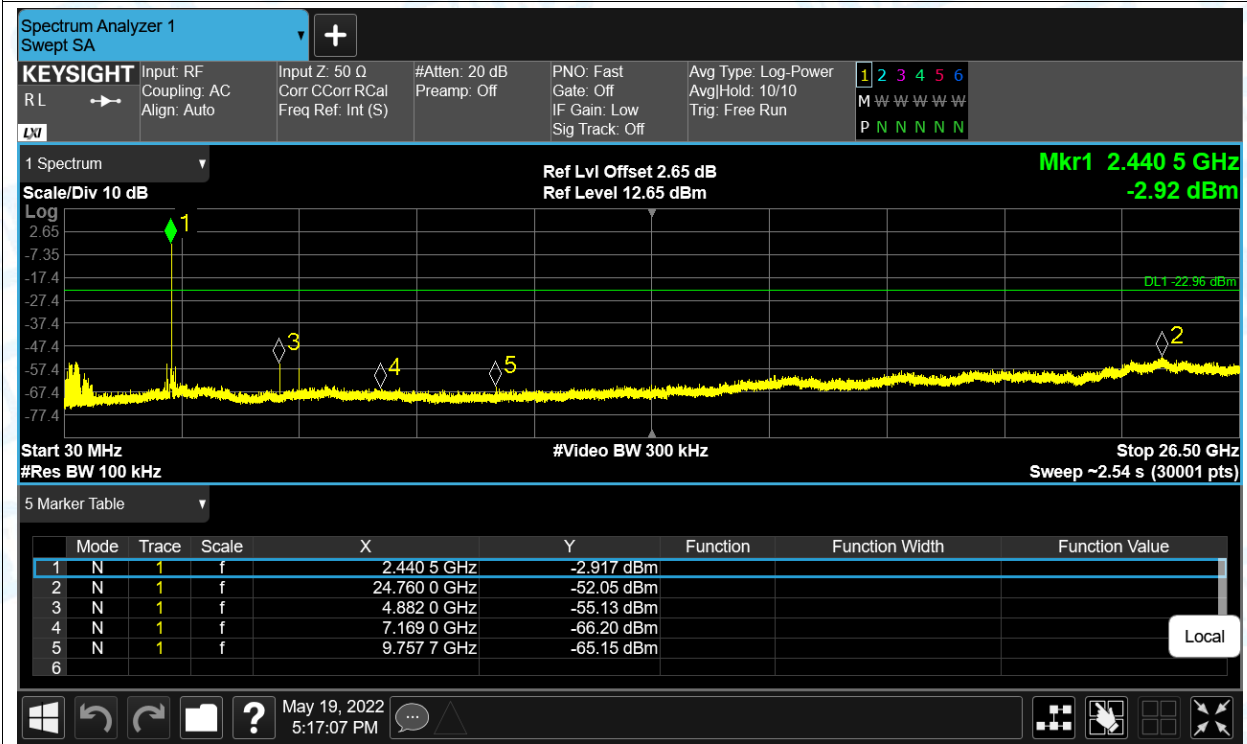 Spectrum Analyzer 1
Swept SA
+
KEYSIGHT
R L
LXI
Input: RF
Coupling: AC
Align: Auto
Input Z: 50 Ω
Corr CCorr RCal
Freq Ref: Int (S)
#Atten: 20 dB
Preamp: Off
PNO: Fast
Gate: Off
IF Gain: Low
Sig Track: Off
Avg Type: Log-Power
Avg|Hold: 10/10
Trig: Free Run
1 2 3 4 5 6
M W W W W W
P N N N N N
1 Spectrum
Scale/Div 10 dB
Ref Lvl Offset 2.65 dB
Ref Level 12.65 dBm
Mkr1 2.440 5 GHz
-2.92 dBm
Log
2.65
-7.35
-17.4
-27.4
-37.4
-47.4
-57.4
-67.4
-77.4
1
DL1 -22.96 dBm
3
4
5
2
Start 30 MHz
#Video BW 300 kHz
Stop 26.50 GHz
#Res BW 100 kHz
Sweep ~2.54 s (30001 pts)
5 Marker Table
Mode Trace Scale X Y Function Function Width Function Value
1 N 1 f 2.440 5 GHz -2.917 dBm
2 N 1 f 24.760 0 GHz -52.05 dBm
3 N 1 f 4.882 0 GHz -55.13 dBm
4 N 1 f 7.169 0 GHz -66.20 dBm
5 N 1 f 9.757 7 GHz -65.15 dBm
6
Local
?
May 19, 2022
5:17:07 PM